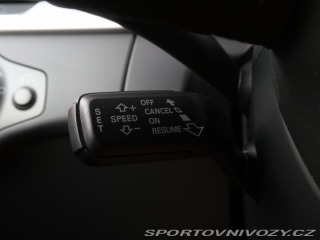 SET
SPEED
+
-
OFF
CANCEL
ON
RESUME
SPORTOVNIVOZY.CZ